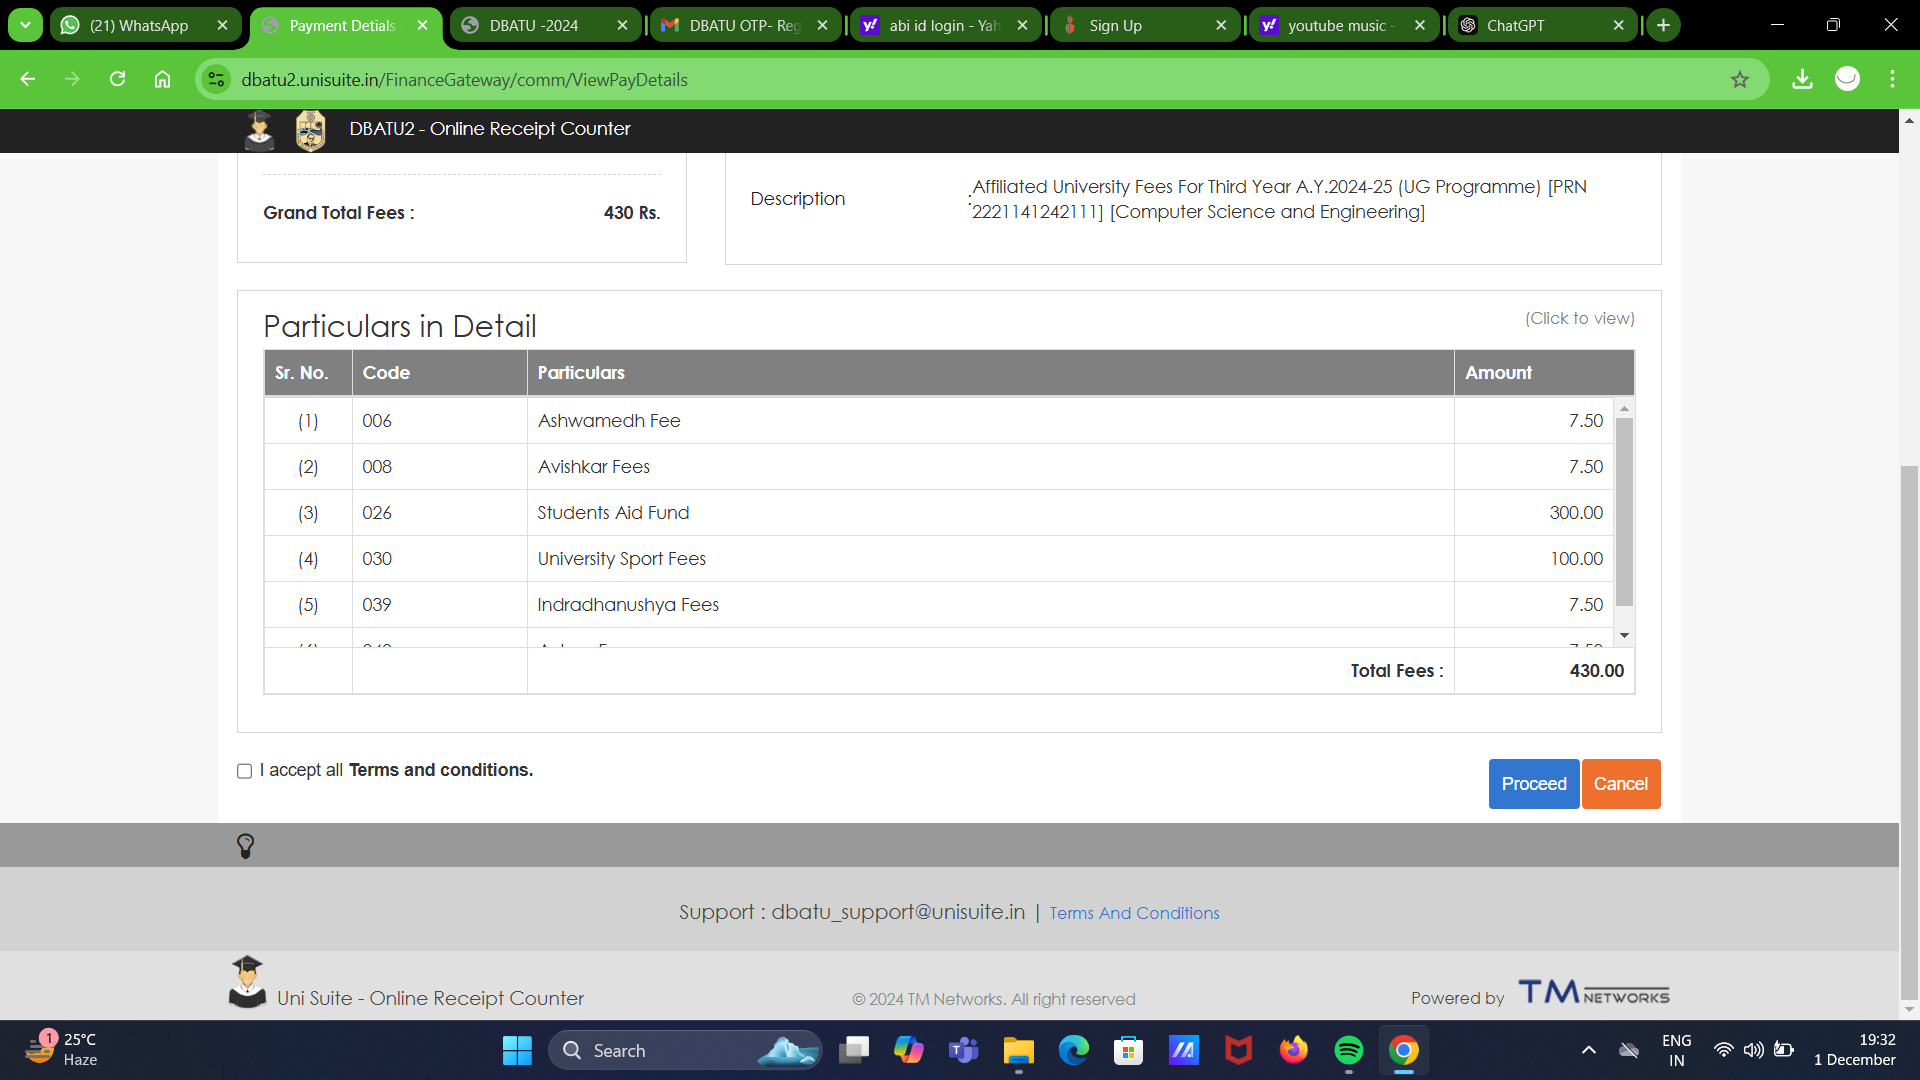 (21) WhatsApp
Payment Detials
DBATU -2024
DBATU OTP- Reg
abi id login - Yah
Sign Up
youtube music -
ChatGPT
dbatu2.unisuite.in/FinanceGateway/comm/ViewPayDetails
DBATU2 - Online Receipt Counter
Grand Total Fees : 430 Rs.
Description : Affiliated University Fees For Third Year A.Y.2024-25 (UG Programme) [PRN
2221141242111] [Computer Science and Engineering]
Particulars in Detail
(Click to view)
Sr. No. Code Particulars Amount
(1) 006 Ashwamedh Fee 7.50
(2) 008 Avishkar Fees 7.50
(3) 026 Students Aid Fund 300.00
(4) 030 University Sport Fees 100.00
(5) 039 Indradhanushya Fees 7.50
Total Fees : 430.00
I accept all Terms and conditions.
Proceed
Cancel
Support : dbatu_support@unisuite.in | Terms And Conditions
Uni Suite - Online Receipt Counter
© 2024 TM Networks. All right reserved
Powered by TM NETWORKS
1
25°C
Haze
Search
ENG
IN
19:32
1 December